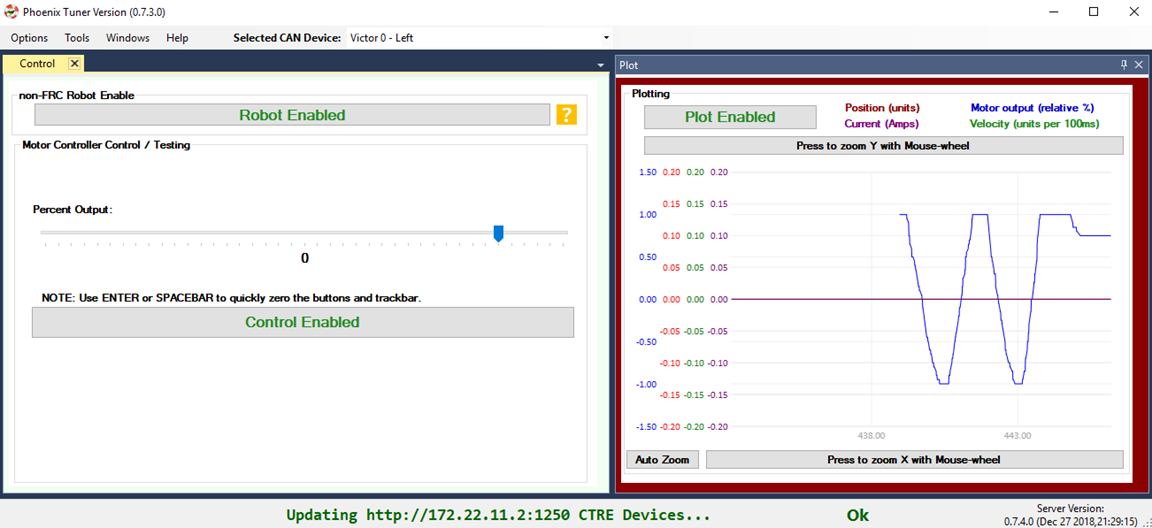 Phoenix Tuner Version (0.7.3.0)
Options Tools Windows Help Selected CAN Device: Victor 0 - Left
Control
non-FRC Robot Enable
Robot Enabled ?
Motor Controller Control / Testing
Percent Output:
0
NOTE: Use ENTER or SPACEBAR to quickly zero the buttons and trackbar.
Control Enabled
Plot
Plotting
Plot Enabled
Position (units) Motor output (relative %)
Current (Amps) Velocity (units per 100ms)
Press to zoom Y with Mouse-wheel
1.50 0.20 0.20 0.20
0.15 0.15 0.15
1.00
0.10 0.10 0.10
0.50
0.05 0.05 0.05
0.00 0.00 0.00 0.00
-0.05 -0.05 -0.05
-0.50
-0.10 -0.10 -0.10
-1.00
-0.15 -0.15 -0.15
-1.50 -0.20 -0.20 -0.20
438.00 443.00
Auto Zoom Press to zoom X with Mouse-wheel
Updating http://172.22.11.2:1250 CTRE Devices... Ok
Server Version:
0.7.4.0 (Dec 27 2018,21:29:15)